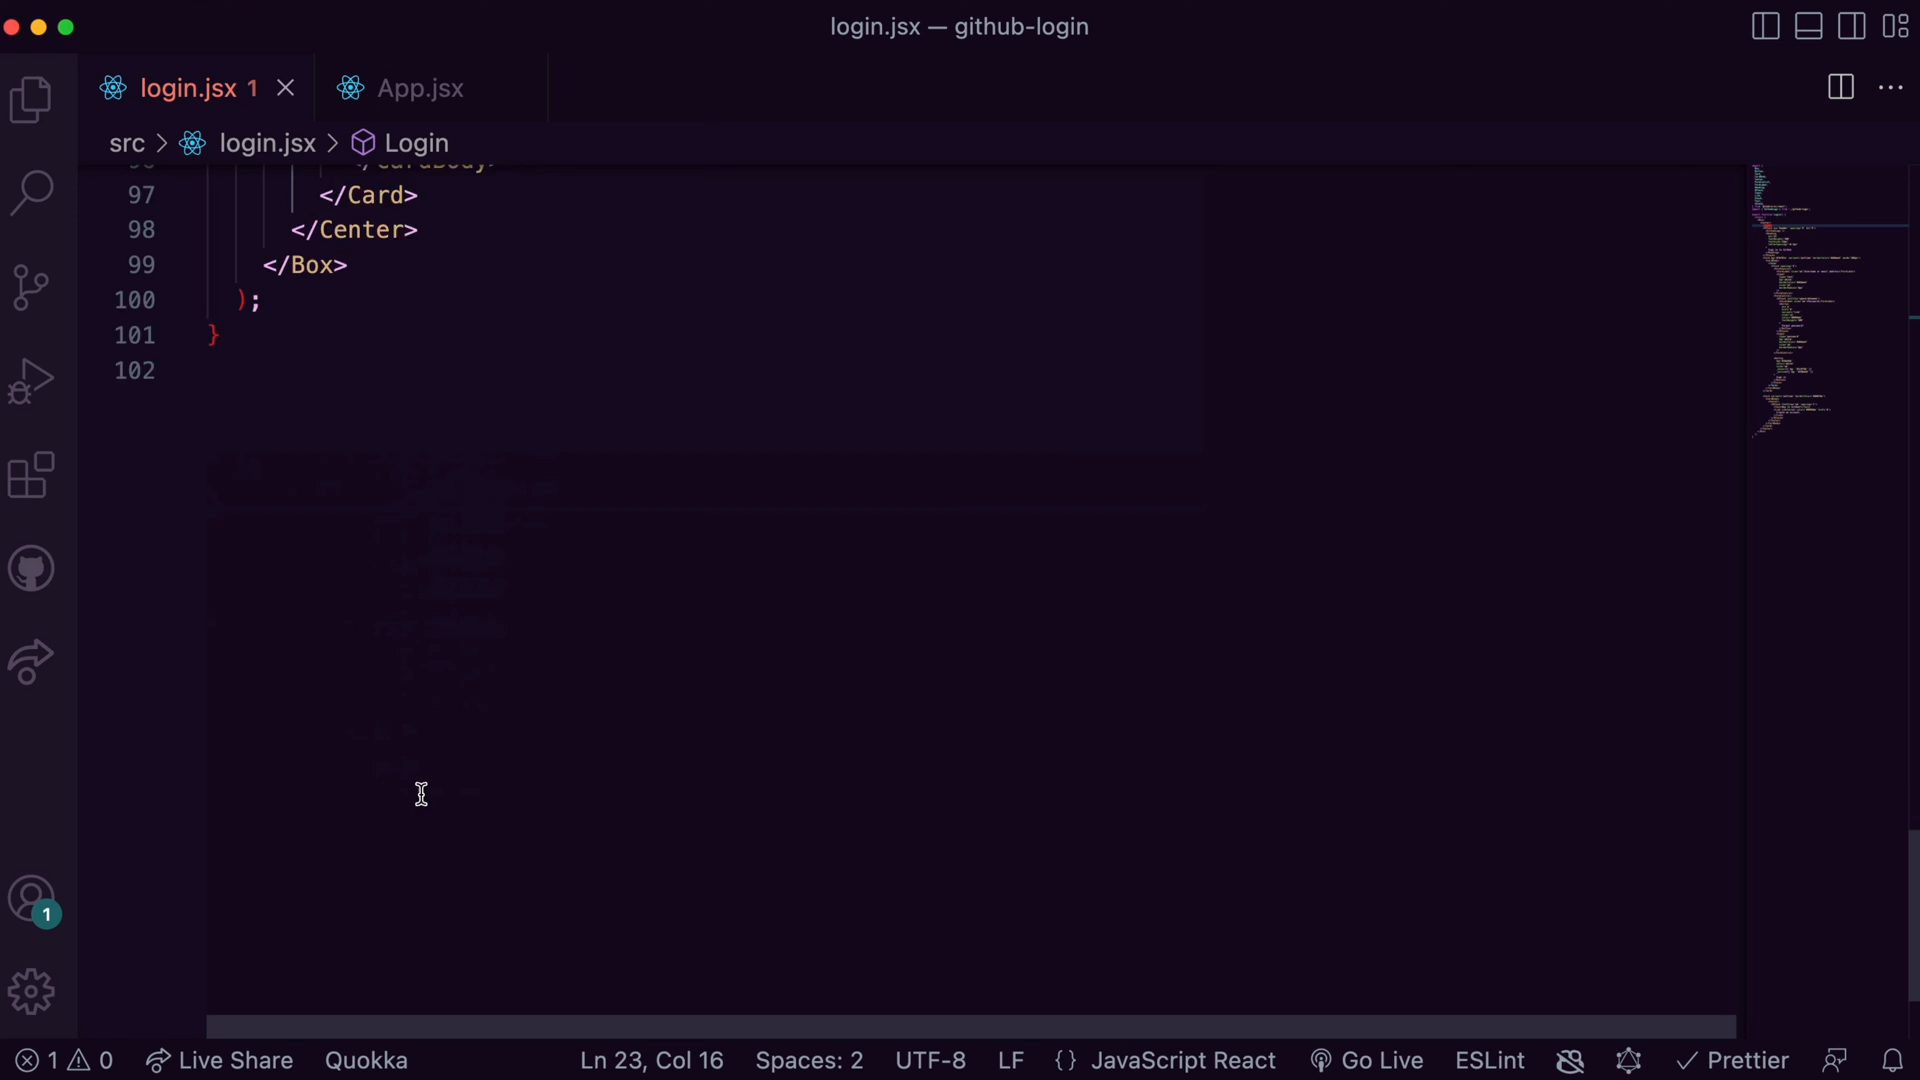 login.jsx — github-login
login.jsx 1
App.jsx
src > login.jsx > Login
97 </Card>
98 </Center>
99 </Box>
100 );
101 }
102
1
1 0 Live Share Quokka Ln 23, Col 16 Spaces: 2 UTF-8 LF { } JavaScript React Go Live ESLint Prettier